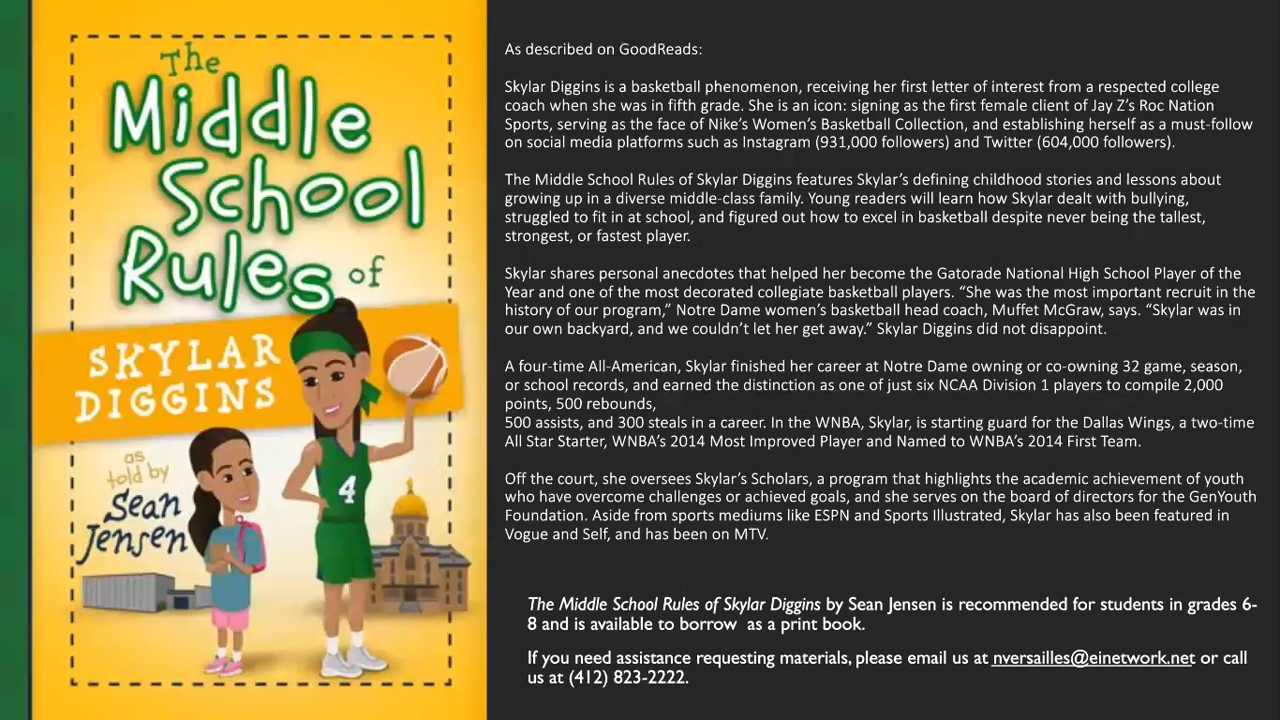 The
Middle
School
Rules of
SKYLAR
DIGGINS
as
told by
Sean
Jensen
4
As described on GoodReads:
Skylar Diggins is a basketball phenomenon, receiving her first letter of interest from a respected college
coach when she was in fifth grade. She is an icon: signing as the first female client of Jay Z’s Roc Nation
Sports, serving as the face of Nike’s Women’s Basketball Collection, and establishing herself as a must-follow
on social media platforms such as Instagram (931,000 followers) and Twitter (604,000 followers).
The Middle School Rules of Skylar Diggins features Skylar’s defining childhood stories and lessons about
growing up in a diverse middle-class family. Young readers will learn how Skylar dealt with bullying,
struggled to fit in at school, and figured out how to excel in basketball despite never being the tallest,
strongest, or fastest player.
Skylar shares personal anecdotes that helped her become the Gatorade National High School Player of the
Year and one of the most decorated collegiate basketball players. “She was the most important recruit in the
history of our program,” Notre Dame women’s basketball head coach, Muffet McGraw, says. “Skylar was in
our own backyard, and we couldn’t let her get away.” Skylar Diggins did not disappoint.
A four-time All-American, Skylar finished her career at Notre Dame owning or co-owning 32 game, season,
or school records, and earned the distinction as one of just six NCAA Division 1 players to compile 2,000
points, 500 rebounds,
500 assists, and 300 steals in a career. In the WNBA, Skylar, is starting guard for the Dallas Wings, a two-time
All Star Starter, WNBA’s 2014 Most Improved Player and Named to WNBA’s 2014 First Team.
Off the court, she oversees Skylar’s Scholars, a program that highlights the academic achievement of youth
who have overcome challenges or achieved goals, and she serves on the board of directors for the GenYouth
Foundation. Aside from sports mediums like ESPN and Sports Illustrated, Skylar has also been featured in
Vogue and Self, and has been on MTV.
The Middle School Rules of Skylar Diggins by Sean Jensen is recommended for students in grades 6-
8 and is available to borrow as a print book.
If you need assistance requesting materials, please email us at nversailles@einetwork.net or call
us at (412) 823-2222.